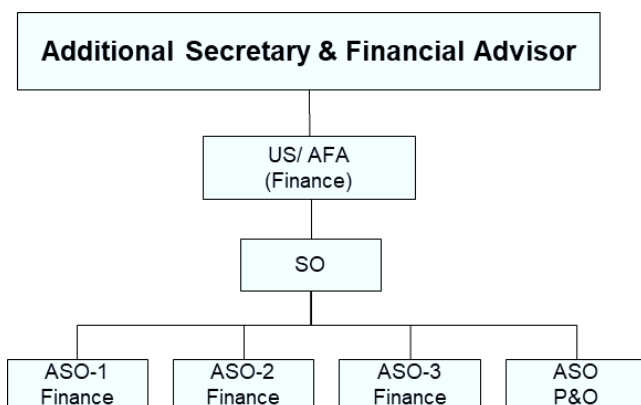 Additional Secretary & Financial Advisor
US/ AFA
(Finance)
SO
ASO-1
Finance
ASO-2
Finance
ASO-3
Finance
ASO
P&O